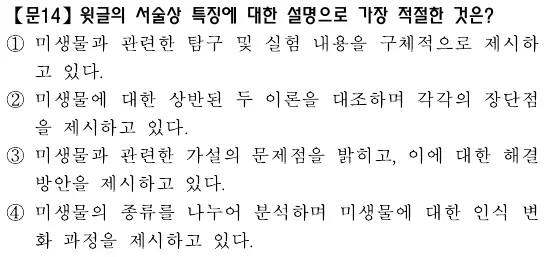 【문14】 윗글의 서술상 특징에 대한 설명으로 가장 적절한 것은?
① 미생물과 관련한 탐구 및 실험 내용을 구체적으로 제시하
고 있다.
② 미생물에 대한 상반된 두 이론을 대조하며 각각의 장단점
을 제시하고 있다.
③ 미생물과 관련한 가설의 문제점을 밝히고, 이에 대한 해결
방안을 제시하고 있다.
④ 미생물의 종류를 나누어 분석하며 미생물에 대한 인식 변
화 과정을 제시하고 있다.